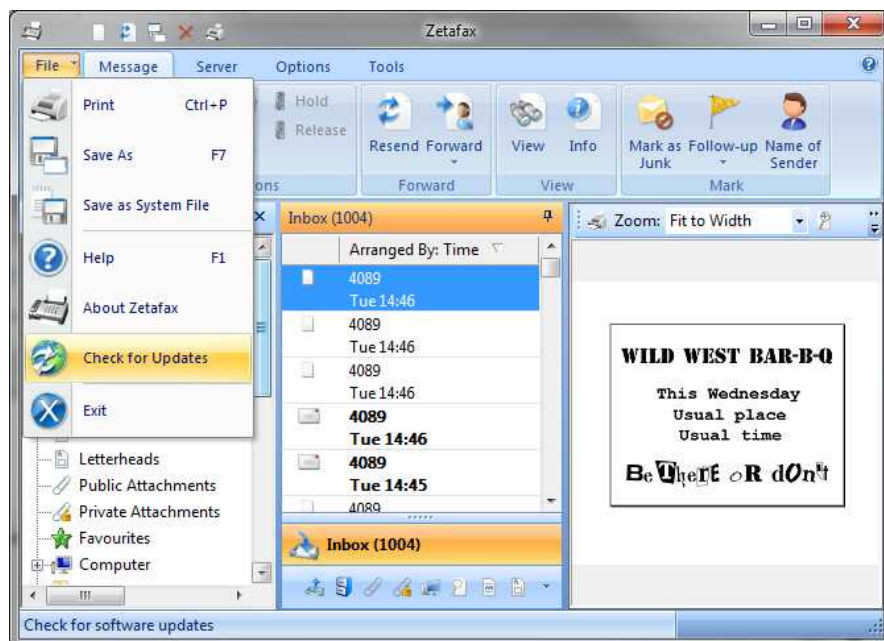 Zetafax
File Message Server Options Tools
Print Ctrl+P
Save As F7
Save as System File
Help F1
About Zetafax
Check for Updates
Exit
Hold
Release
Resend Forward
Forward
View Info
View
Mark as Junk Follow-up Name of Sender
Mark
Inbox (1004)
Arranged By: Time
4089
Tue 14:46
4089
Tue 14:46
4089
Tue 14:46
4089
Tue 14:46
4089
Tue 14:45
4089
Inbox (1004)
Zoom: Fit to Width
WILD WEST BAR-B-Q
This Wednesday
Usual place
Usual time
Be There oR dOn't
Letterheads
Public Attachments
Private Attachments
Favourites
Computer
Check for software updates